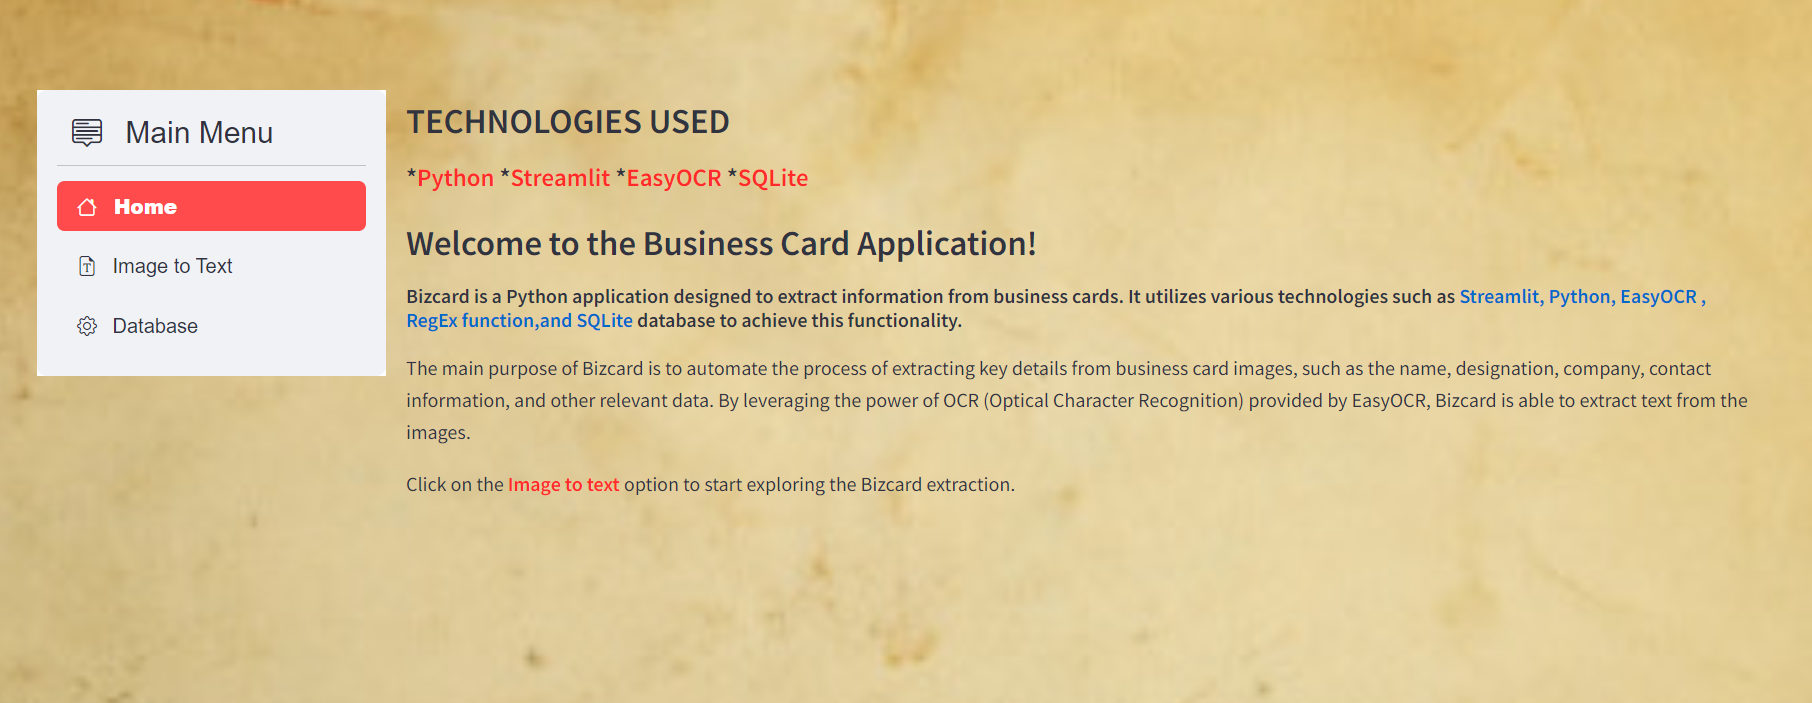 Main Menu
Home
Image to Text
Database
TECHNOLOGIES USED
*Python *Streamlit *EasyOCR *SQLite
Welcome to the Business Card Application!
Bizcard is a Python application designed to extract information from business cards. It utilizes various technologies such as Streamlit, Python, EasyOCR ,
RegEx function,and SQLite database to achieve this functionality.
The main purpose of Bizcard is to automate the process of extracting key details from business card images, such as the name, designation, company, contact
information, and other relevant data. By leveraging the power of OCR (Optical Character Recognition) provided by EasyOCR, Bizcard is able to extract text from the
images.
Click on the Image to text option to start exploring the Bizcard extraction.